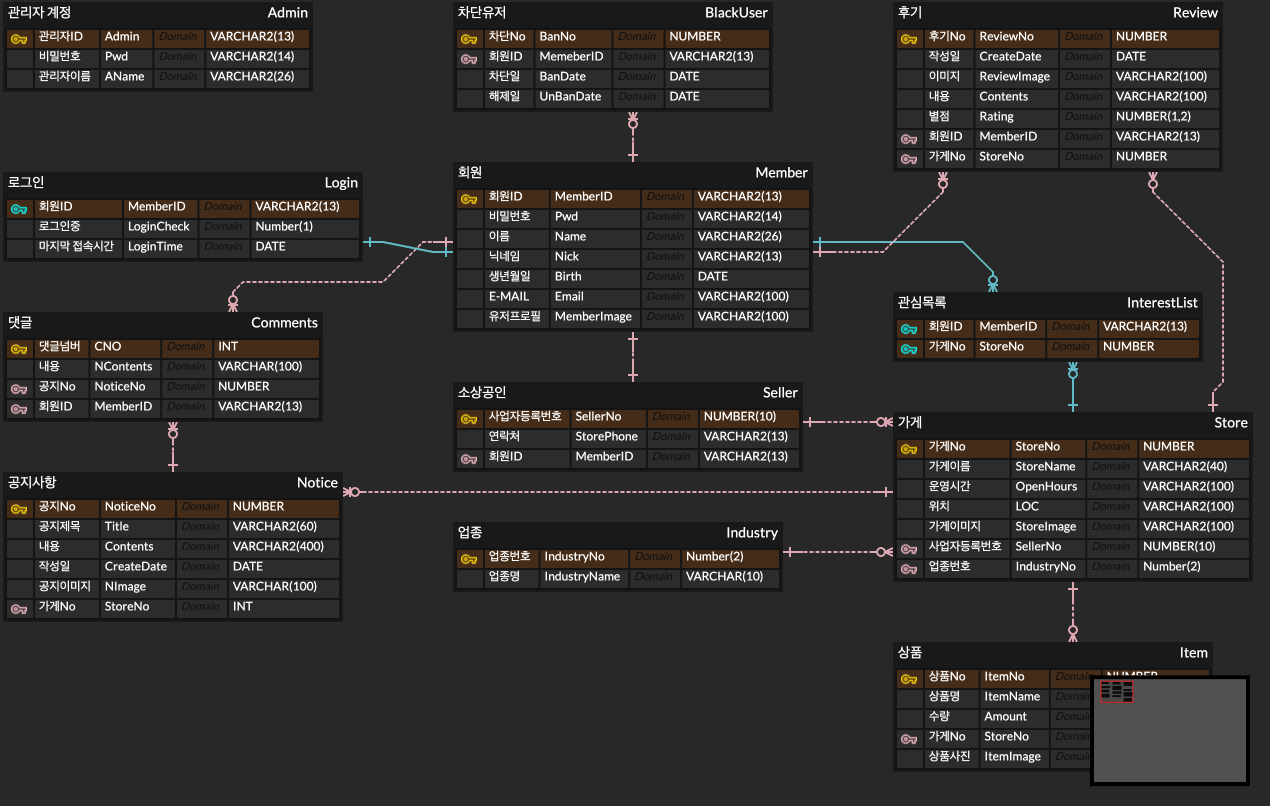 관리자 계정 Admin
관리자ID Admin Domain VARCHAR2(13)
비밀번호 Pwd Domain VARCHAR2(14)
관리자이름 AName Domain VARCHAR2(26)
차단유저 BlackUser
차단No BanNo Domain NUMBER
회원ID MemeberID Domain VARCHAR2(13)
차단일 BanDate Domain DATE
해제일 UnBanDate Domain DATE
후기 Review
후기No ReviewNo Domain NUMBER
작성일 CreateDate Domain DATE
이미지 ReviewImage Domain VARCHAR2(100)
내용 Contents Domain VARCHAR2(100)
별점 Rating Domain NUMBER(1,2)
회원ID MemberID Domain VARCHAR2(13)
가게No StoreNo Domain NUMBER
로그인 Login
회원ID MemberID Domain VARCHAR2(13)
로그인중 LoginCheck Domain Number(1)
마지막 접속시간 LoginTime Domain DATE
회원 Member
회원ID MemberID Domain VARCHAR2(13)
비밀번호 Pwd Domain VARCHAR2(14)
이름 Name Domain VARCHAR2(26)
닉네임 Nick Domain VARCHAR2(13)
생년월일 Birth Domain DATE
E-MAIL Email Domain VARCHAR2(100)
유저프로필 MemberImage Domain VARCHAR2(100)
관심목록 InterestList
회원ID MemberID Domain VARCHAR2(13)
가게No StoreNo Domain NUMBER
댓글 Comments
댓글넘버 CNO Domain INT
내용 NContents Domain VARCHAR(100)
공지No NoticeNo Domain NUMBER
회원ID MemberID Domain VARCHAR2(13)
소상공인 Seller
사업자등록번호 SellerNo Domain NUMBER(10)
연락처 StorePhone Domain VARCHAR2(13)
회원ID MemberID Domain VARCHAR2(13)
가게 Store
가게No StoreNo Domain NUMBER
가게이름 StoreName Domain VARCHAR2(40)
운영시간 OpenHours Domain VARCHAR2(100)
위치 LOC Domain VARCHAR2(100)
가게이미지 StoreImage Domain VARCHAR2(100)
사업자등록번호 SellerNo Domain NUMBER(10)
업종번호 IndustryNo Domain Number(2)
공지사항 Notice
공지No NoticeNo Domain NUMBER
공지제목 Title Domain VARCHAR2(60)
내용 Contents Domain VARCHAR2(400)
작성일 CreateDate Domain DATE
공지이미지 NImage Domain VARCHAR(100)
가게No StoreNo Domain INT
업종 Industry
업종번호 IndustryNo Domain Number(2)
업종명 IndustryName Domain VARCHAR(10)
상품 Item
상품No ItemNo Domain NUMBER
상품명 ItemName
수량 Amount
가게No StoreNo
상품사진 ItemImage